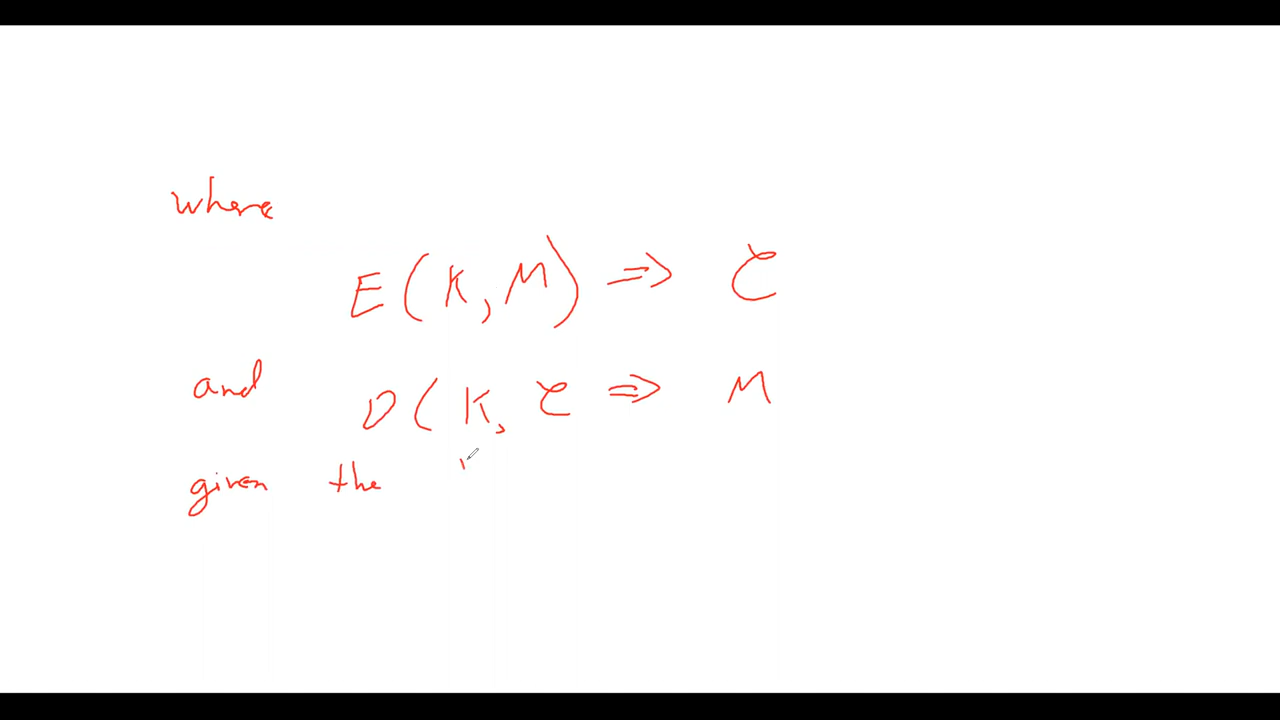 where
E(K, M) => C
and D(K, C => M
given the